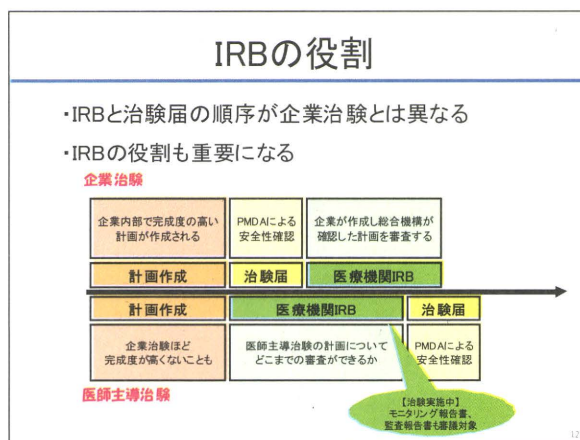 IRBの役割
・IRBと治験届の順序が企業治験とは異なる
・IRBの役割も重要になる
企業治験
企業内部で完成度の高い
計画が作成される
PMDAによる
安全性確認
企業が作成し総合機構が
確認した計画を審査する
計画作成
治験届
医療機関IRB
計画作成
医療機関IRB
治験届
企業治験ほど
完成度が高くないことも
医師主導治験の計画について
どこまでの審査ができるか
PMDAによる
安全性確認
医師主導治験
【治験実施中】
モニタリング報告書、
監査報告書も審議対象
12